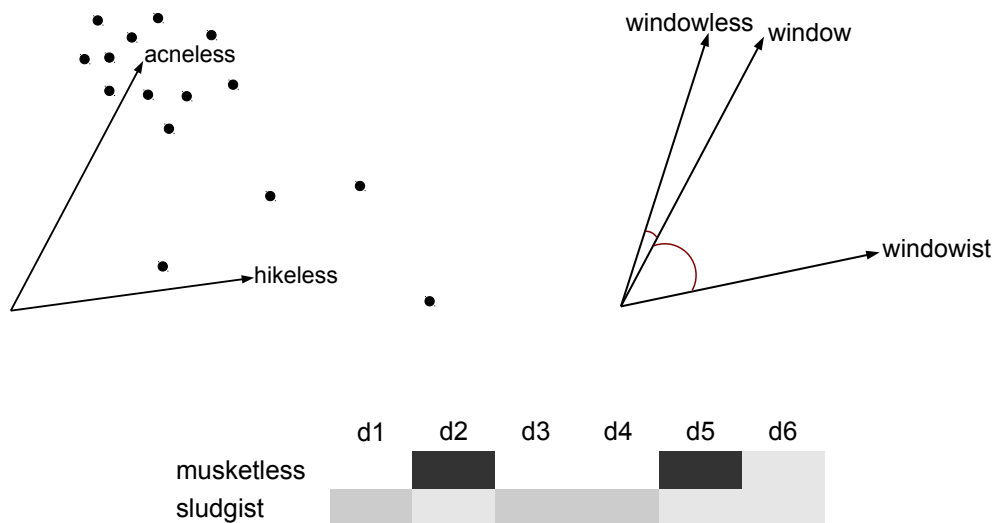 acneless
hikeless
windowless
window
windowist
d1 d2 d3 d4 d5 d6
musketless
sludgist